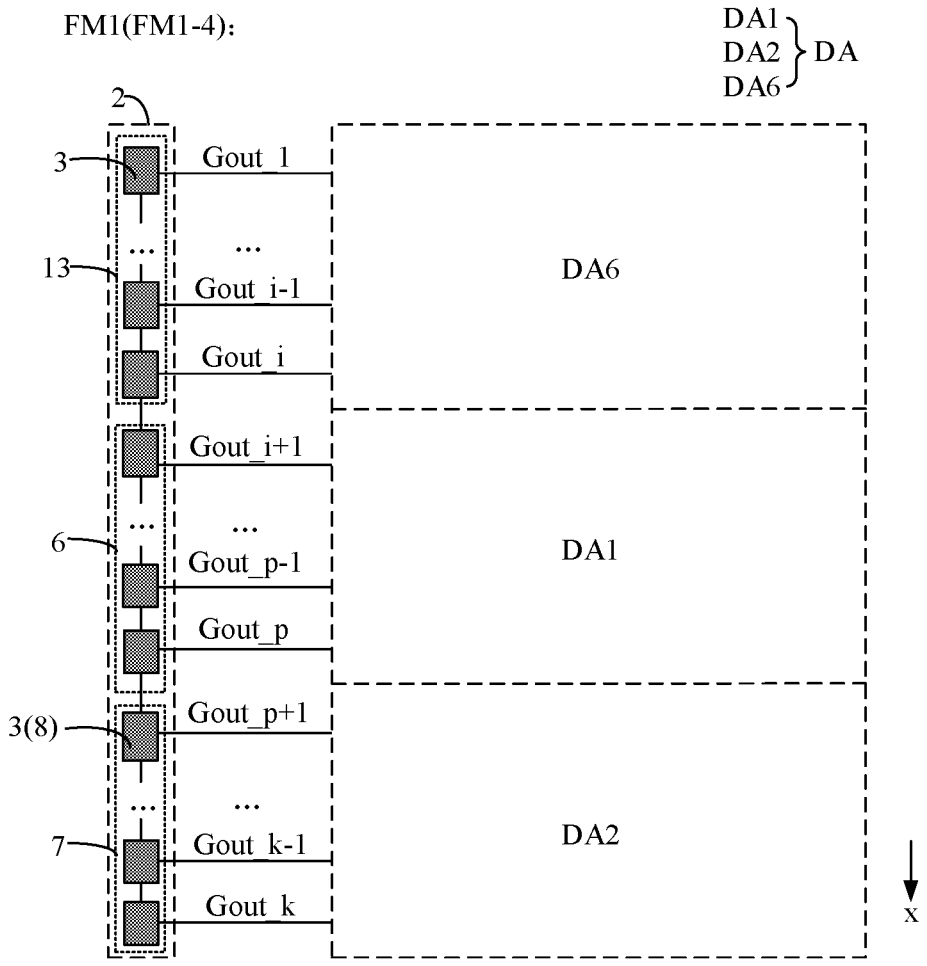 FM1(FM1-4):
DA1
DA2
DA6
DA
2
3
Gout_1
...
...
13
DA6
Gout_i-1
Gout_i
Gout_i+1
...
...
6
DA1
Gout_p-1
Gout_p
3(8)
Gout_p+1
...
...
7
DA2
Gout_k-1
Gout_k
x